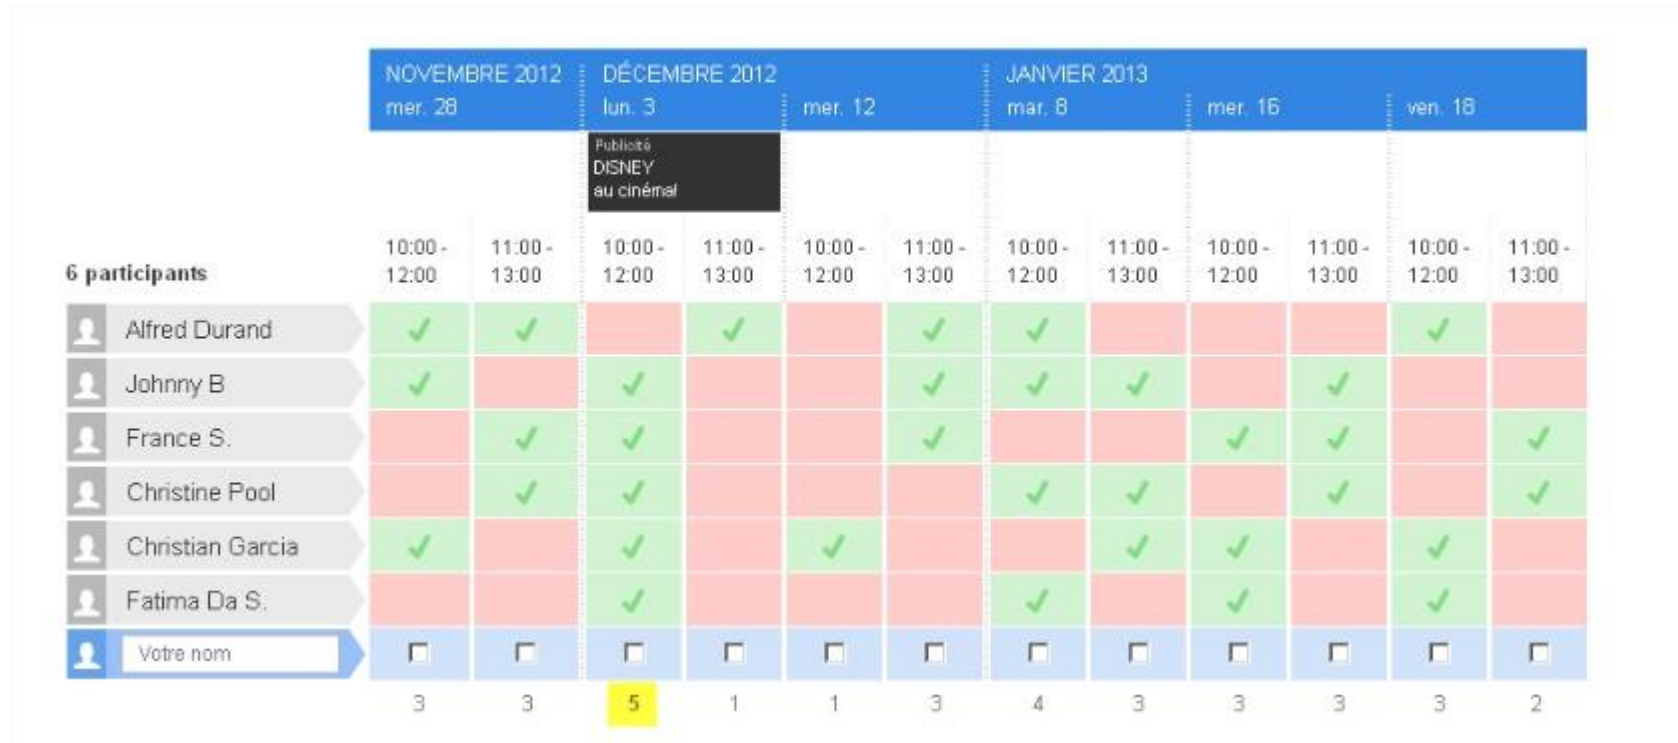 NOVEMBRE 2012 DÉCEMBRE 2012 JANVIER 2013
mer. 28 lun. 3 mer. 12 mar. 8 mer. 16 ven. 18
Publicité
DISNEY
au cinéma!
10:00 - 11:00 - 10:00 - 11:00 - 10:00 - 11:00 - 10:00 - 11:00 - 10:00 - 11:00 - 10:00 - 11:00 -
6 participants 12:00 13:00 12:00 13:00 12:00 13:00 12:00 13:00 12:00 13:00 12:00 13:00
Alfred Durand
Johnny B
France S.
Christine Pool
Christian Garcia
Fatima Da S.
Votre nom
3 3 5 1 1 3 4 3 3 3 3 2